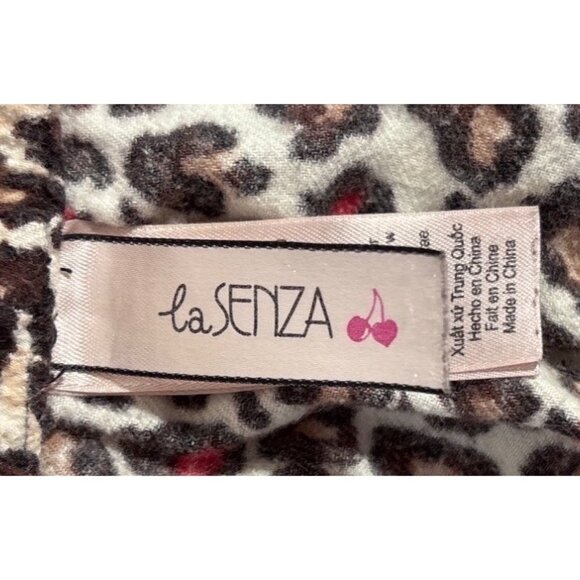 la SENZA
Xuất xứ Trung Quốc
Hecho en China
Fait en Chine
Made in China